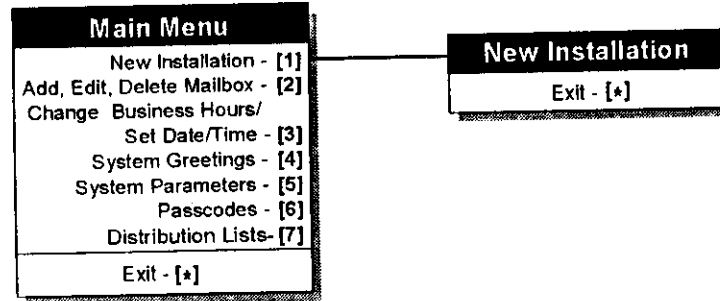 Main Menu
New Installation - [1]
Add, Edit, Delete Mailbox - [2]
Change Business Hours/
Set Date/Time - [3]
System Greetings - [4]
System Parameters - [5]
Passcodes - [6]
Distribution Lists- [7]
Exit - [*]
New Installation
Exit - [*]